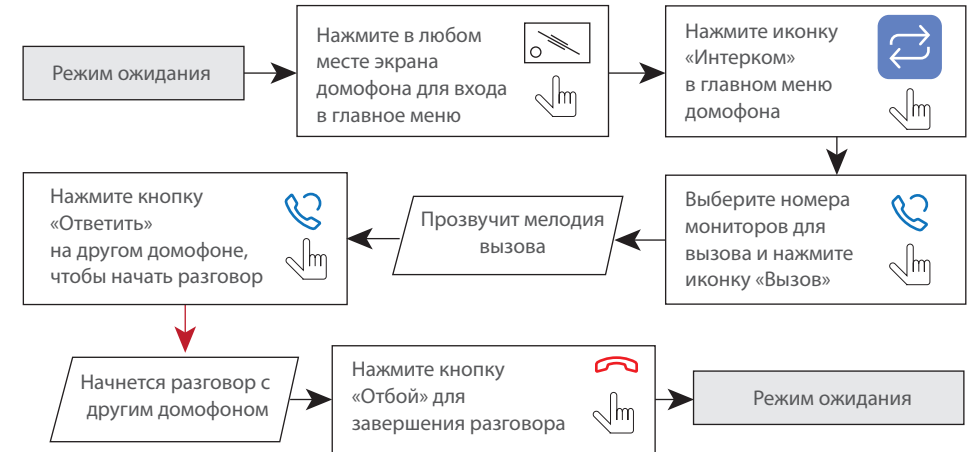 Режим ожидания
Нажмите в любом
месте экрана
домофона для входа
в главное меню
Нажмите иконку
«Интерком»
в главном меню
домофона
Выберите номера
мониторов для
вызова и нажмите
иконку «Вызов»
Прозвучит мелодия
вызова
Нажмите кнопку
«Ответить»
на другом домофоне,
чтобы начать разговор
Начнется разговор с
другим домофоном
Нажмите кнопку
«Отбой» для
завершения разговора
Режим ожидания